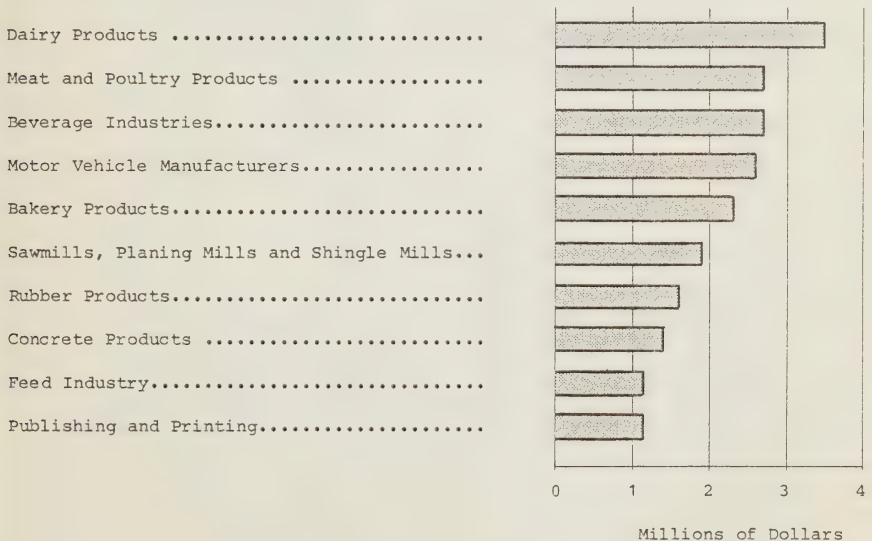 Dairy Products .............................
Meat and Poultry Products ..................
Beverage Industries.........................
Motor Vehicle Manufacturers.................
Bakery Products.............................
Sawmills, Planing Mills and Shingle Mills...
Rubber Products.............................
Concrete Products ..........................
Feed Industry...............................
Publishing and Printing.....................
0 1 2 3 4
Millions of Dollars